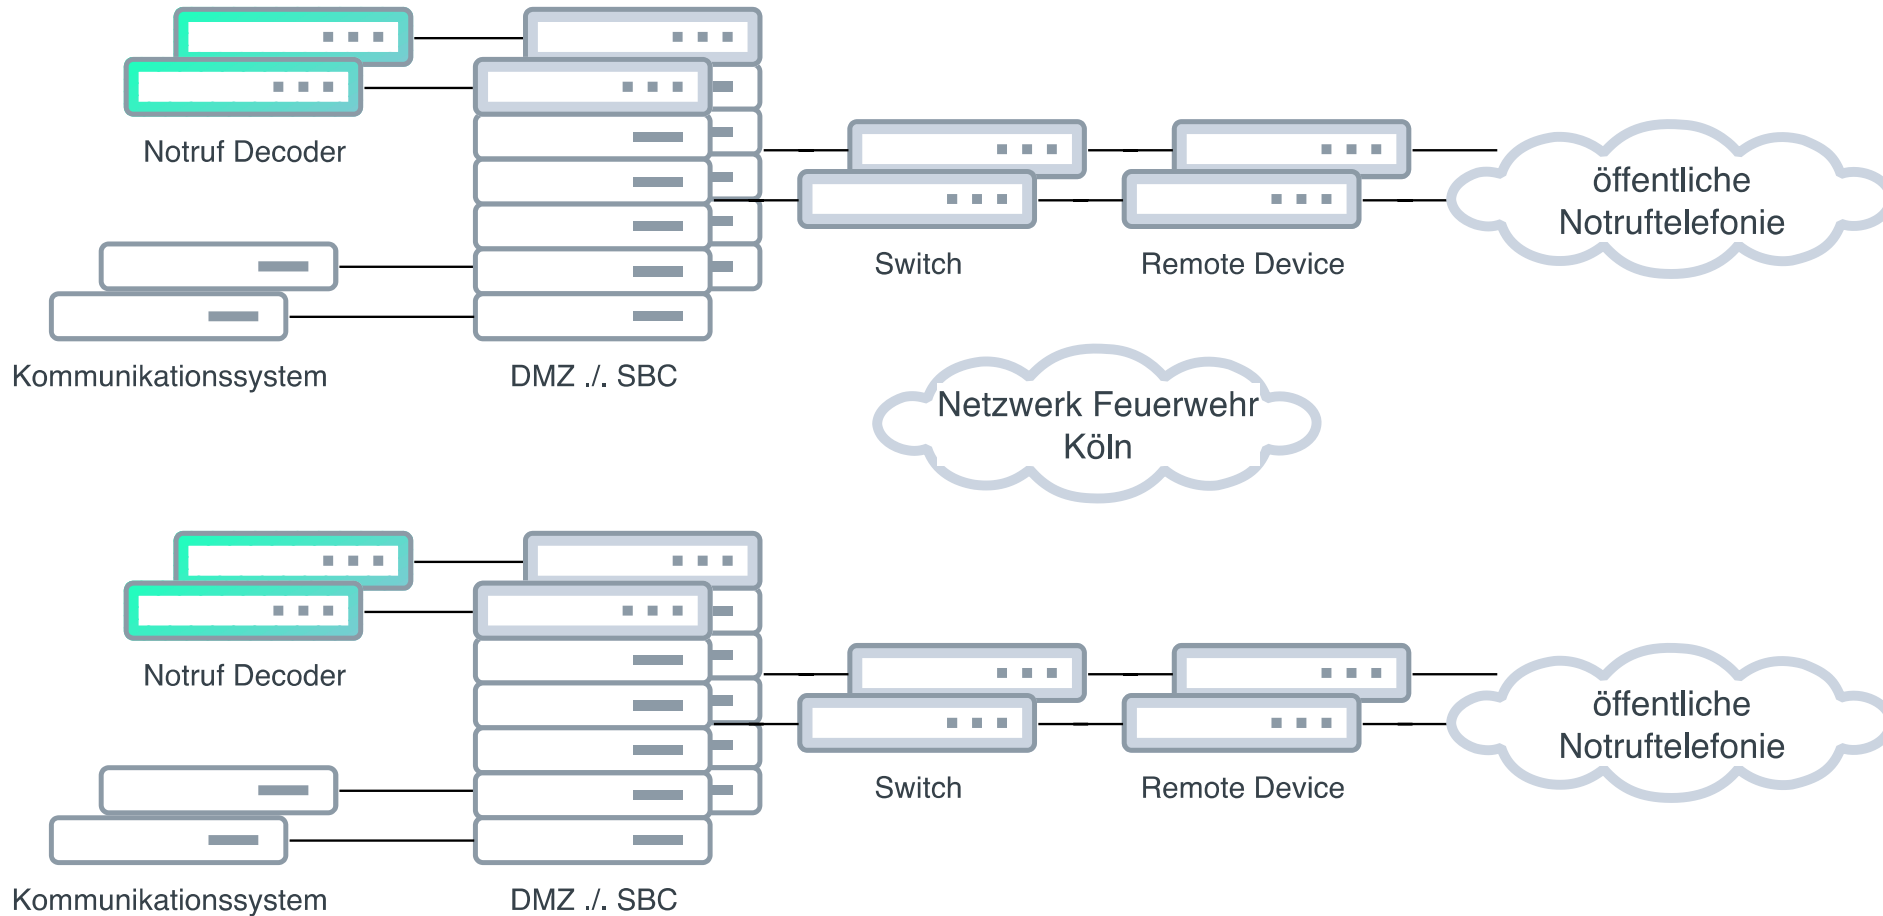 Notruf Decoder
öffentliche
Notruftelefonie
Switch
Remote Device
Kommunikationssystem
DMZ ./. SBC
Netzwerk Feuerwehr
Köln
Notruf Decoder
öffentliche
Notruftelefonie
Switch
Remote Device
Kommunikationssystem
DMZ ./. SBC